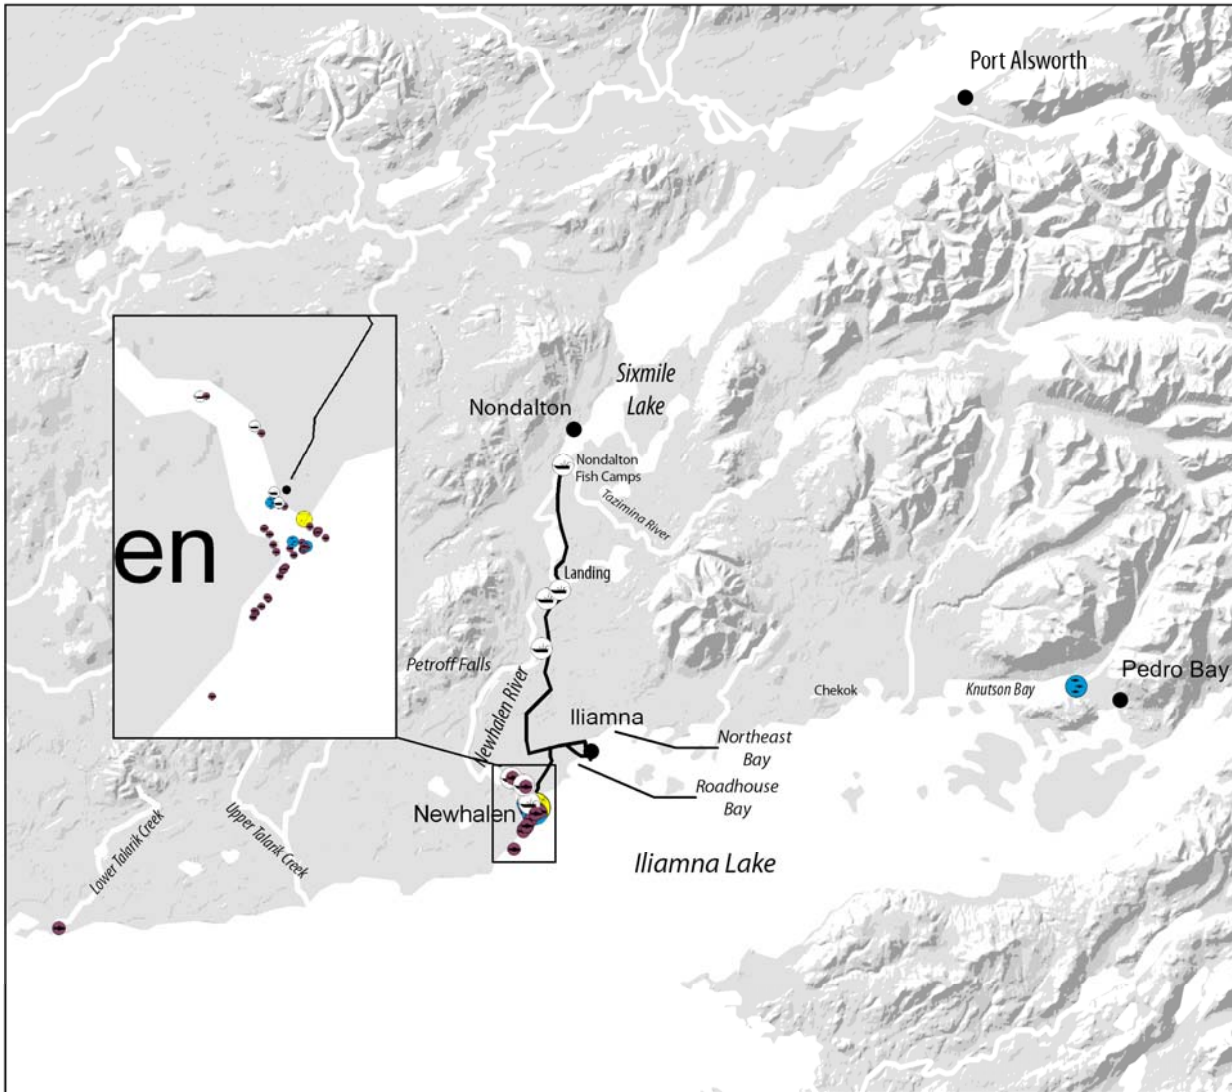 Port Alsworth
Sixmile
Lake
Nondalton
Nondalton
Fish Camps
Tazimina River
en
Landing
Petroff Falls
Newhalen River
Pedro Bay
Chekok
Knutson Bay
Iliamna
Northeast
Bay
Roadhouse
Bay
Newhalen
Lower Talarik Creek
Upper Talarik Creek
Iliamna Lake